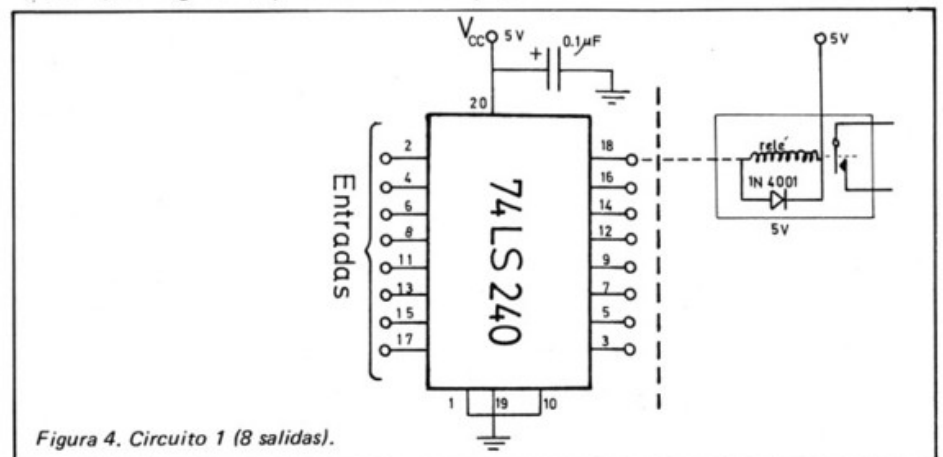 VCC 5V
0.1µF
+
5V
20
2
4
6
8
11
13
15
17
Entradas
74LS240
18
16
14
12
9
7
5
3
relé
1N 4001
5V
1
19
10
Figura 4. Circuito 1 (8 salidas).